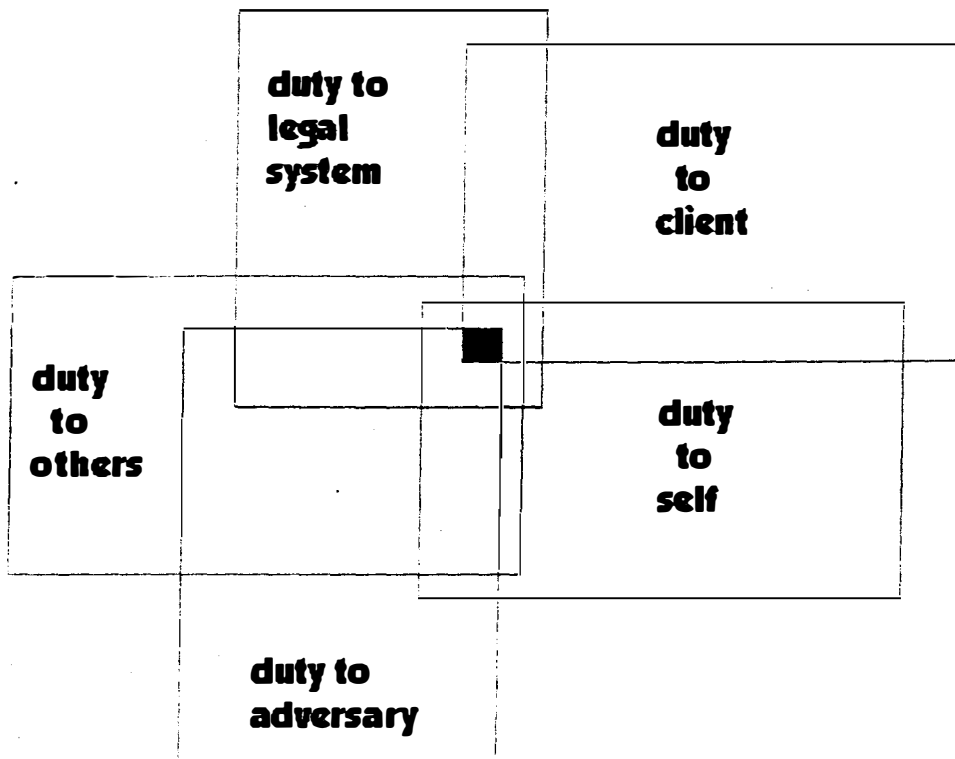 duty to
legal
system
duty
to
client
duty
to
others
duty
to
self
duty to
adversary